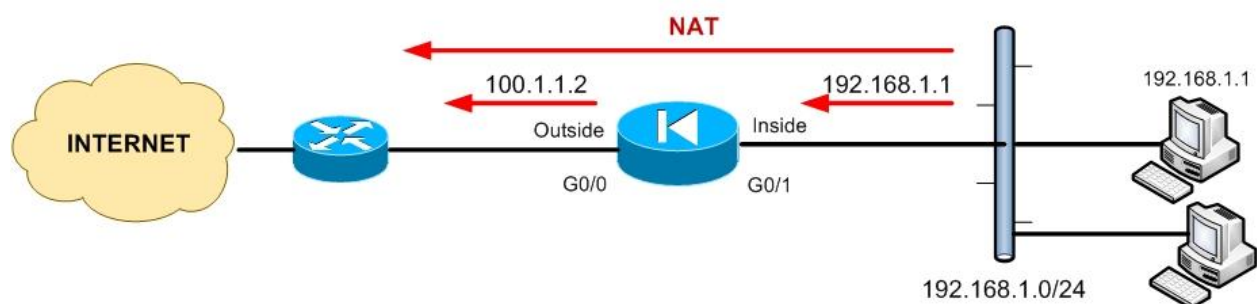 NAT
100.1.1.2
192.168.1.1
192.168.1.1
INTERNET
Outside
Inside
G0/0
G0/1
192.168.1.0/24